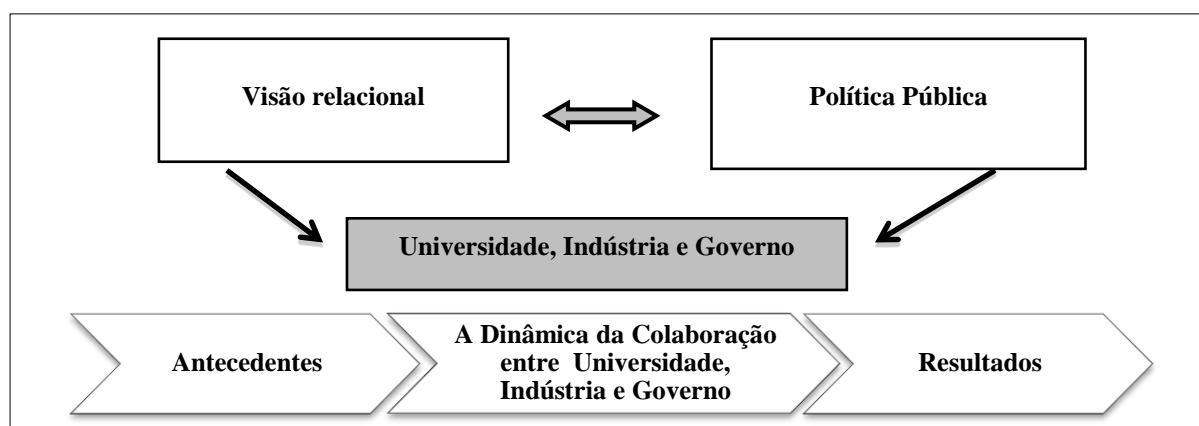 Visão relacional
Política Pública
Universidade, Indústria e Governo
Antecedentes
A Dinâmica da Colaboração
entre Universidade,
Indústria e Governo
Resultados